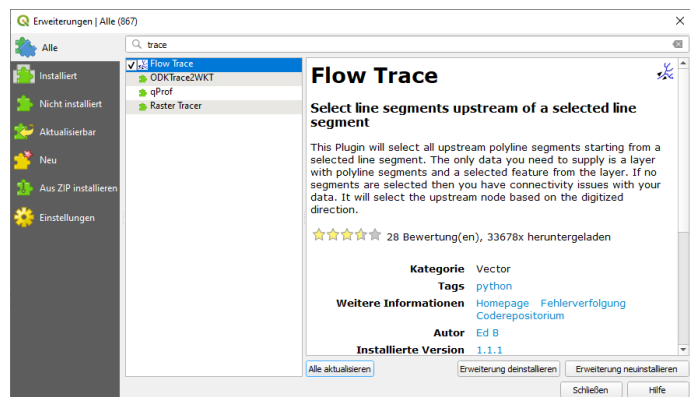 Erweiterungen | Alle (867)
Alle
Installiert
Nicht installiert
Aktualisierbar
Neu
Aus ZIP installieren
Einstellungen
trace
Flow Trace
ODKTrace2WKT
qProf
Raster Tracer
Flow Trace
Select line segments upstream of a selected line
segment
This Plugin will select all upstream polyline segments starting from a
selected line segment. The only data you need to supply is a layer
with polyline segments and a selected feature from the layer. If no
segments are selected then you have connectivity issues with your
data. It will select the upstream node based on the digitized
direction.
28 Bewertung(en), 33678x heruntergeladen
Kategorie Vector
Tags python
Weitere Informationen Homepage Fehlerverfolgung
Coderepositorium
Autor Ed B
Installierte Version 1.1.1
Alle aktualisieren
Erweiterung deinstallieren
Erweiterung neuinstallieren
Schließen
Hilfe